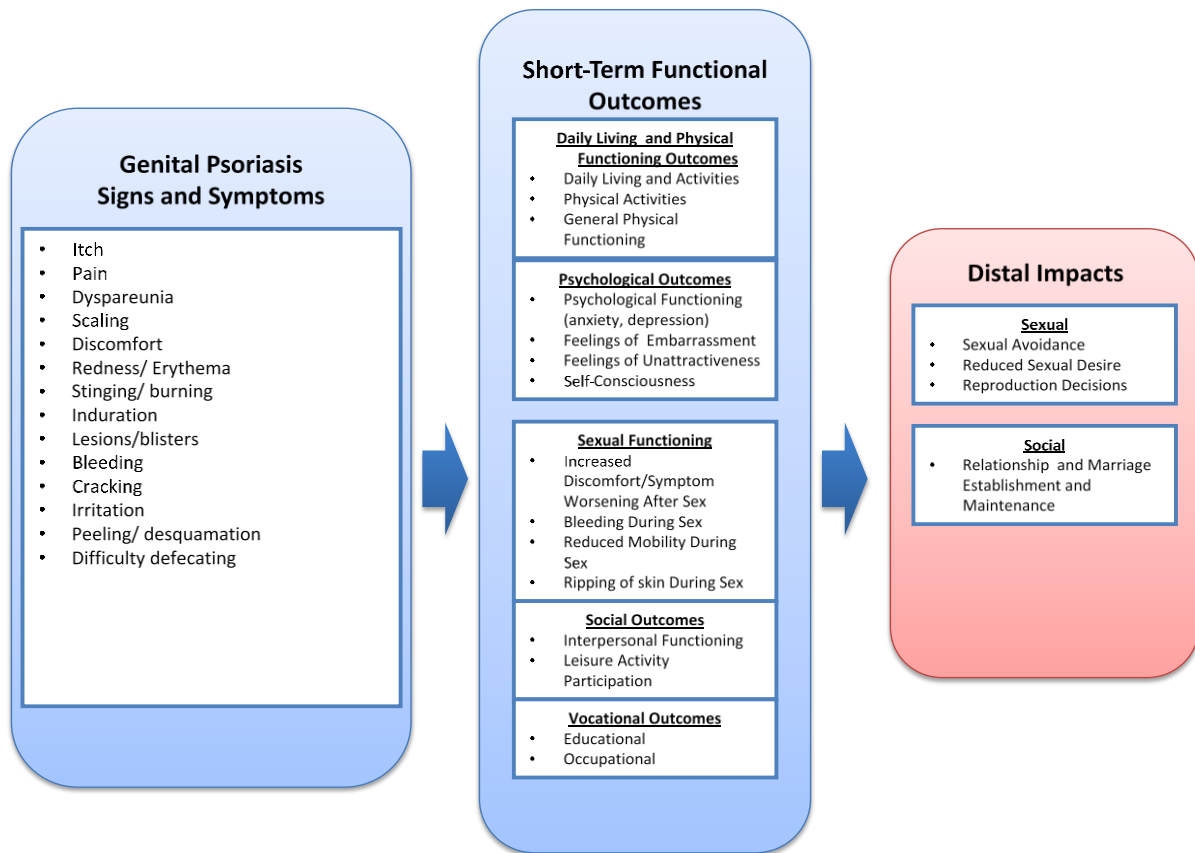 Genital Psoriasis
Signs and Symptoms
• Itch
• Pain
• Dyspareunia
• Scaling
• Discomfort
• Redness/ Erythema
• Stinging/ burning
• Induration
• Lesions/blisters
• Bleeding
• Cracking
• Irritation
• Peeling/ desquamation
• Difficulty defecating
Short-Term Functional
Outcomes
Daily Living and Physical
Functioning Outcomes
• Daily Living and Activities
• Physical Activities
• General Physical
Functioning
Psychological Outcomes
• Psychological Functioning
(anxiety, depression)
• Feelings of Embarrassment
• Feelings of Unattractiveness
• Self-Consciousness
Sexual Functioning
• Increased
Discomfort/Symptom
Worsening After Sex
• Bleeding During Sex
• Reduced Mobility During
Sex
• Ripping of skin During Sex
Social Outcomes
• Interpersonal Functioning
• Leisure Activity
Participation
Vocational Outcomes
• Educational
• Occupational
Distal Impacts
Sexual
• Sexual Avoidance
• Reduced Sexual Desire
• Reproduction Decisions
Social
• Relationship and Marriage
Establishment and
Maintenance